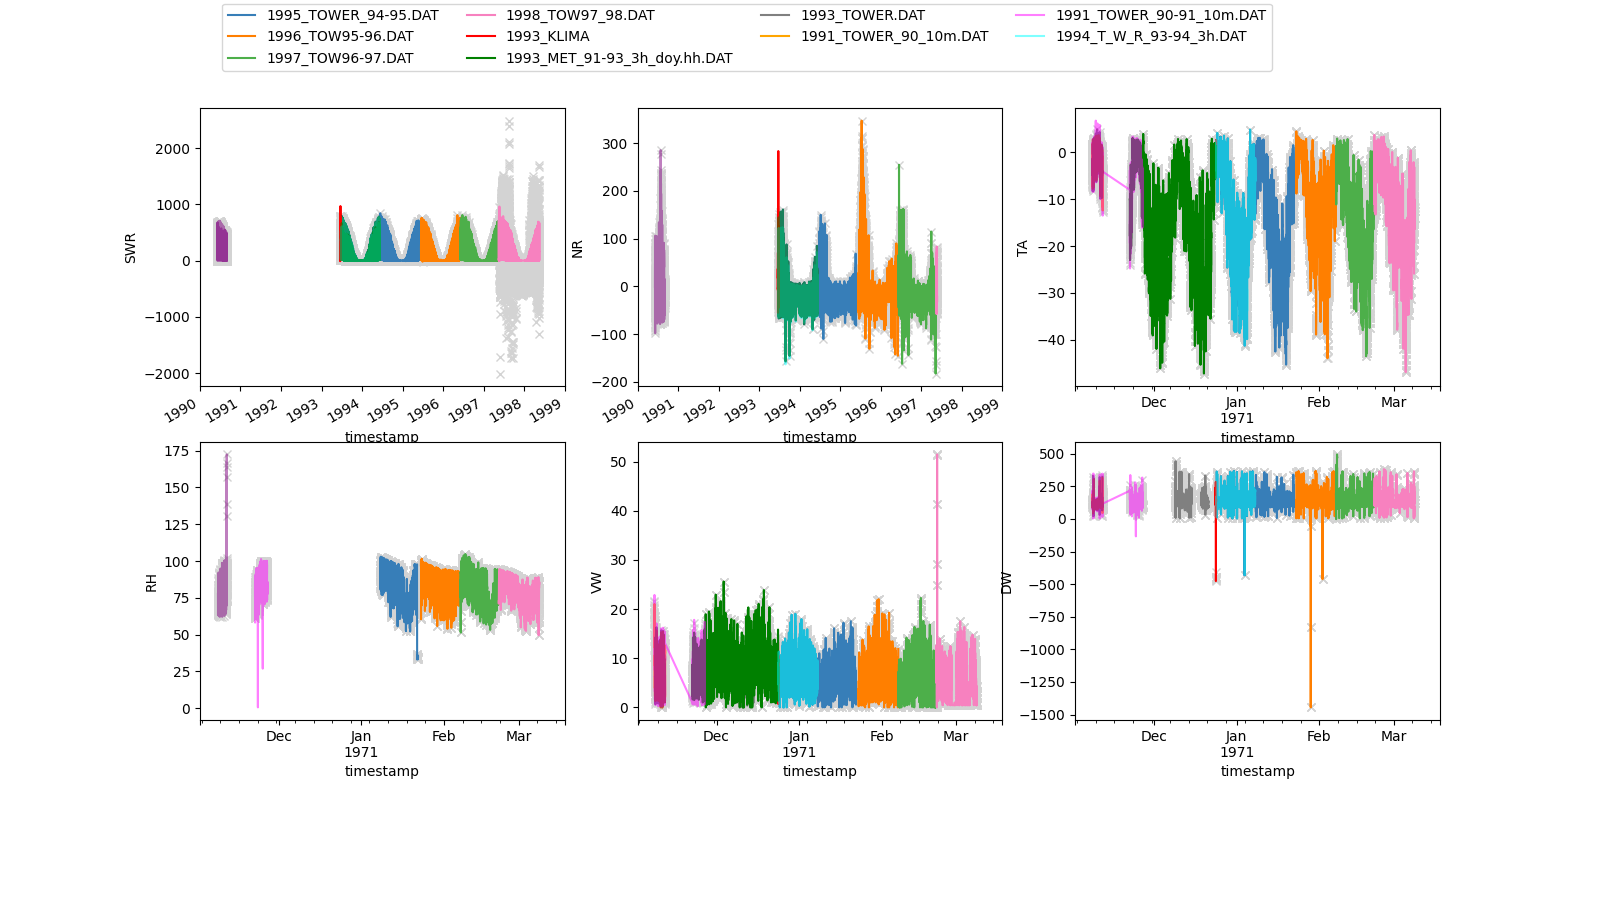 1995_TOWER_94-95.DAT 1998_TOW97_98.DAT 1993_TOWER.DAT 1991_TOWER_90-91_10m.DAT
1996_TOW95-96.DAT 1993_KLIMA 1991_TOWER_90_10m.DAT 1994_T_W_R_93-94_3h.DAT
1997_TOW96-97.DAT 1993_MET_91-93_3h_doy.hh.DAT
SWR
2000
1000
0
−1000
−2000
1990 1991 1992 1993 1994 1995 1996 1997 1998 1999
timestamp
NR
300
200
100
0
−100
−200
1990 1991 1992 1993 1994 1995 1996 1997 1998 1999
timestamp
TA
0
−10
−20
−30
−40
Dec Jan Feb Mar
1971
timestamp
RH
175
150
125
100
75
50
25
0
Dec Jan Feb Mar
1971
timestamp
VW
50
40
30
20
10
0
Dec Jan Feb Mar
1971
timestamp
DW
500
250
0
−250
−500
−750
−1000
−1250
−1500
Dec Jan Feb Mar
1971
timestamp